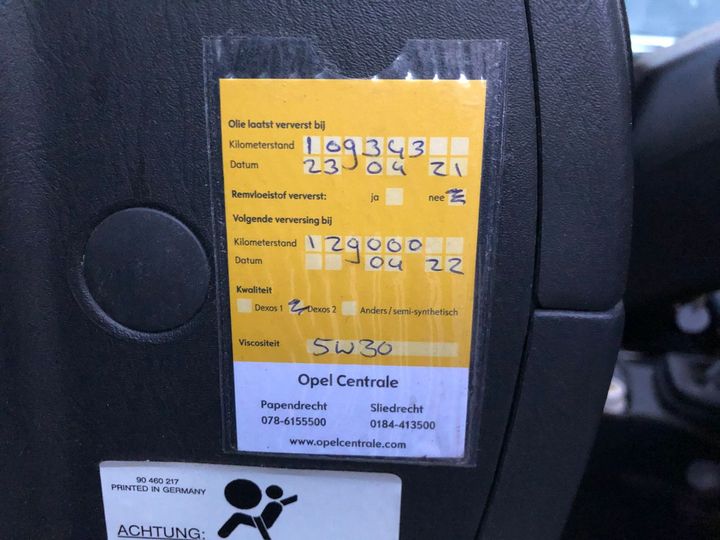 Olie laatst ververst bij
Kilometerstand 109343
Datum 23 04 21
Remvloeistof ververst: ja nee
Volgende verversing bij
Kilometerstand 129000
Datum 04 22
Kwaliteit
Dexos 1 Dexos 2 Anders / semi-synthetisch
Viscositeit 5W30
Opel Centrale
Papendrecht Sliedrecht
078-6155500 0184-413500
www.opelcentrale.com
90 460 217
PRINTED IN GERMANY
ACHTUNG: